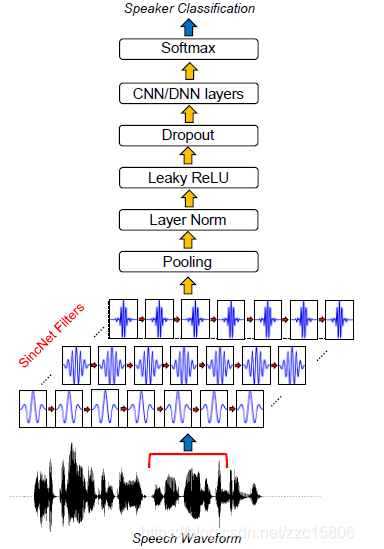 Speaker Classification
Softmax
CNN/DNN layers
Dropout
Leaky ReLU
Layer Norm
Pooling
SincNet Filters
https://blog.csdn.net/zzc15806
Speech Waveform